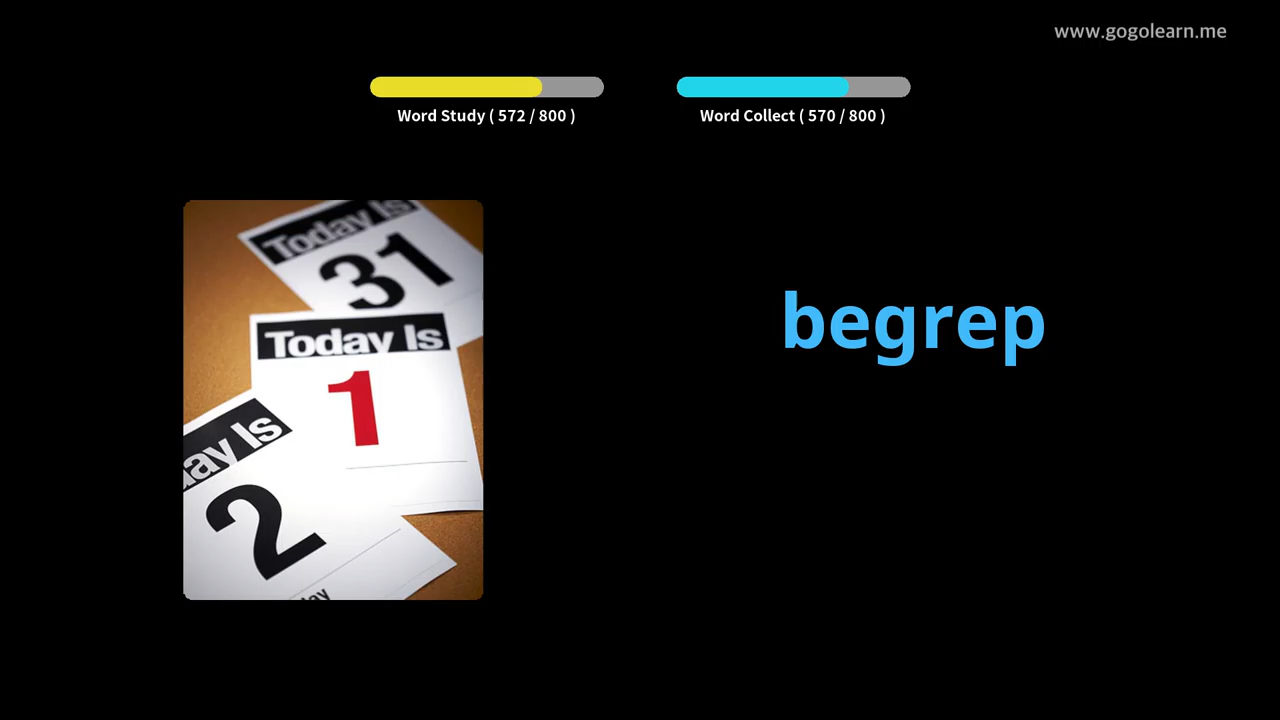 www.gogolearn.me
Word Study ( 572 / 800 )
Word Collect ( 570 / 800 )
Today Is
31
Today Is
1
ay Is
2
begrep